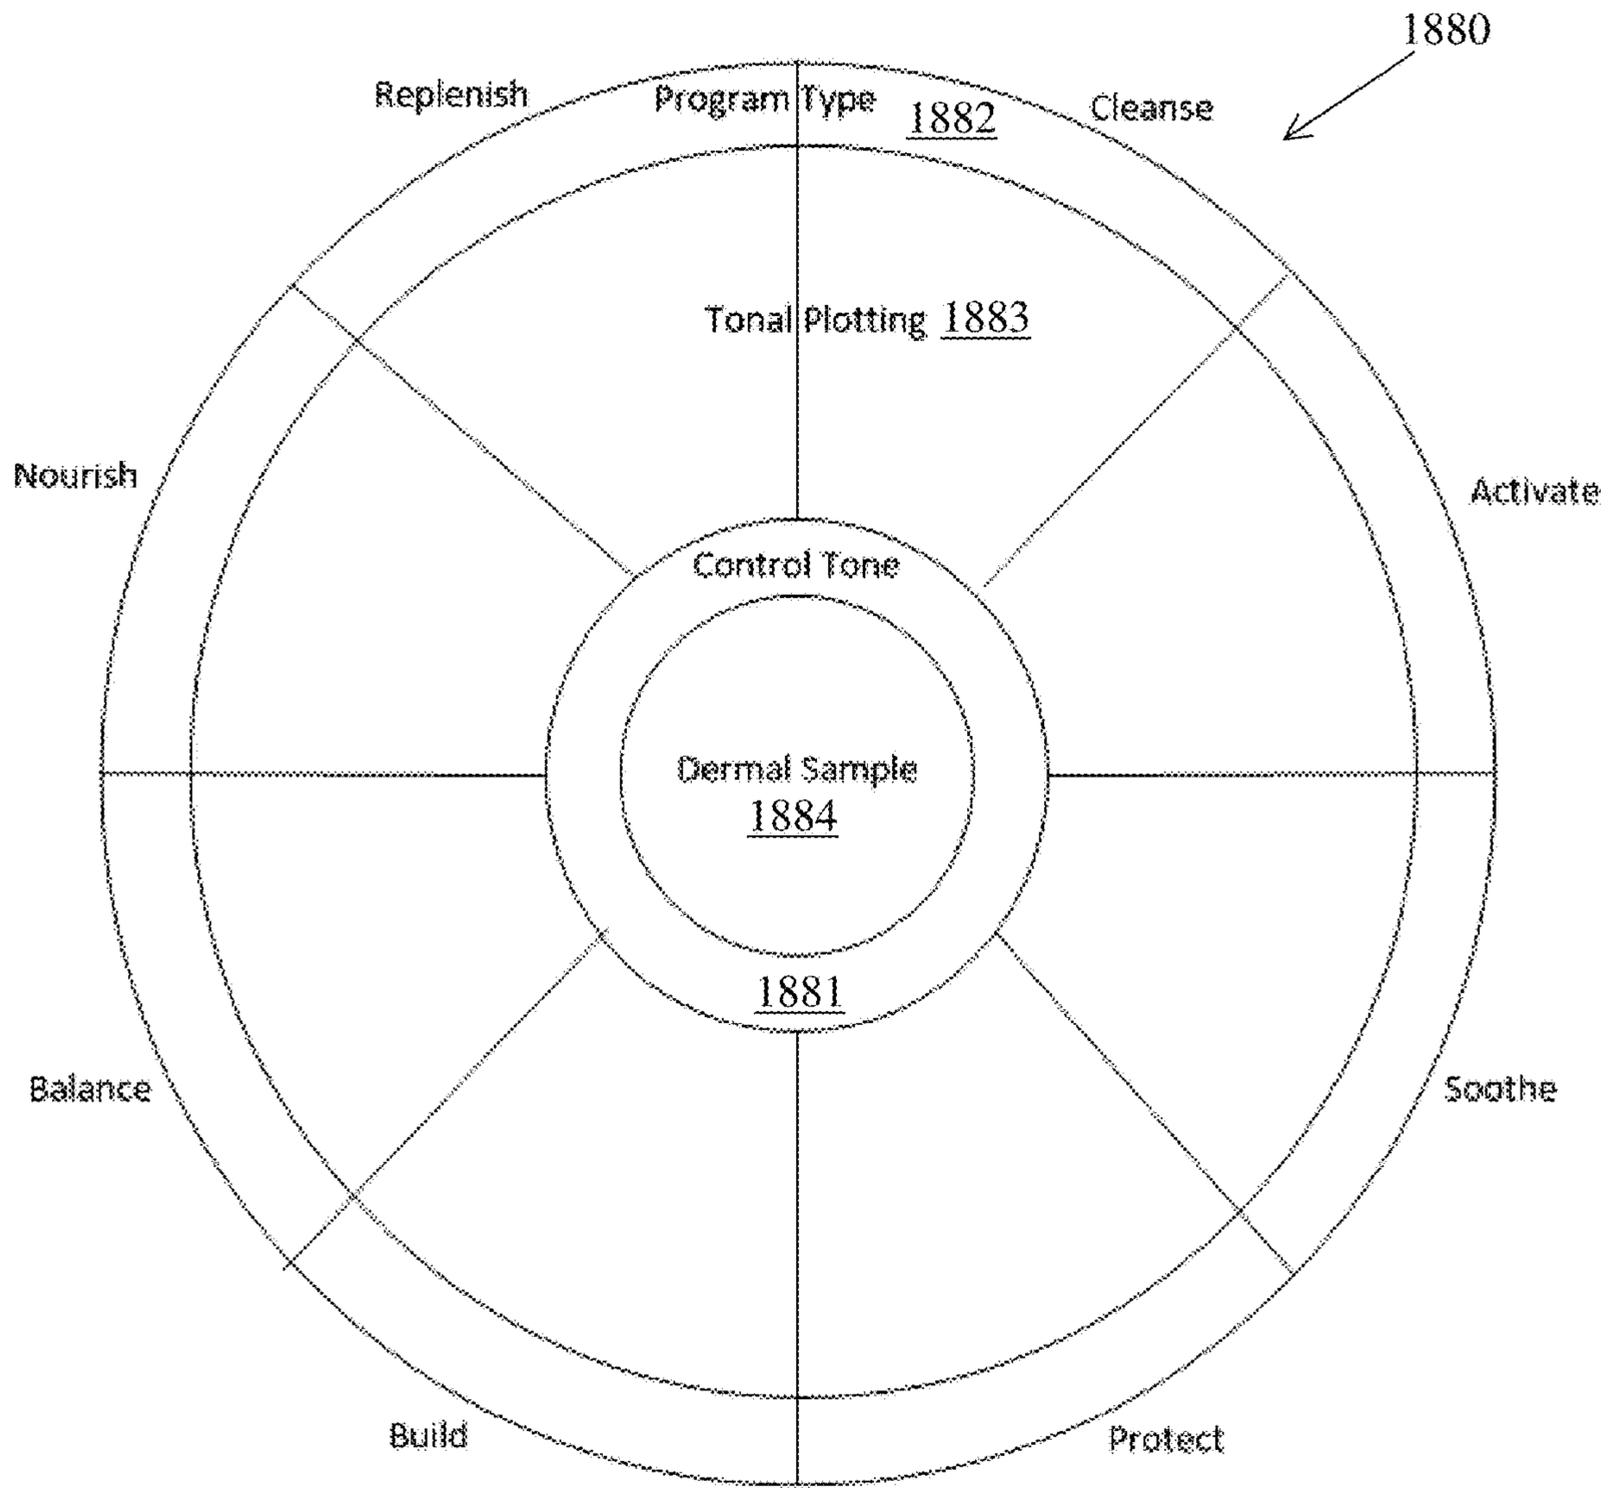 1880
Replenish
Program Type 1882
Cleanse
Tonal Plotting 1883
Nourish
Activate
Control Tone
Dermal Sample
1884
1881
Balance
Soothe
Build
Protect